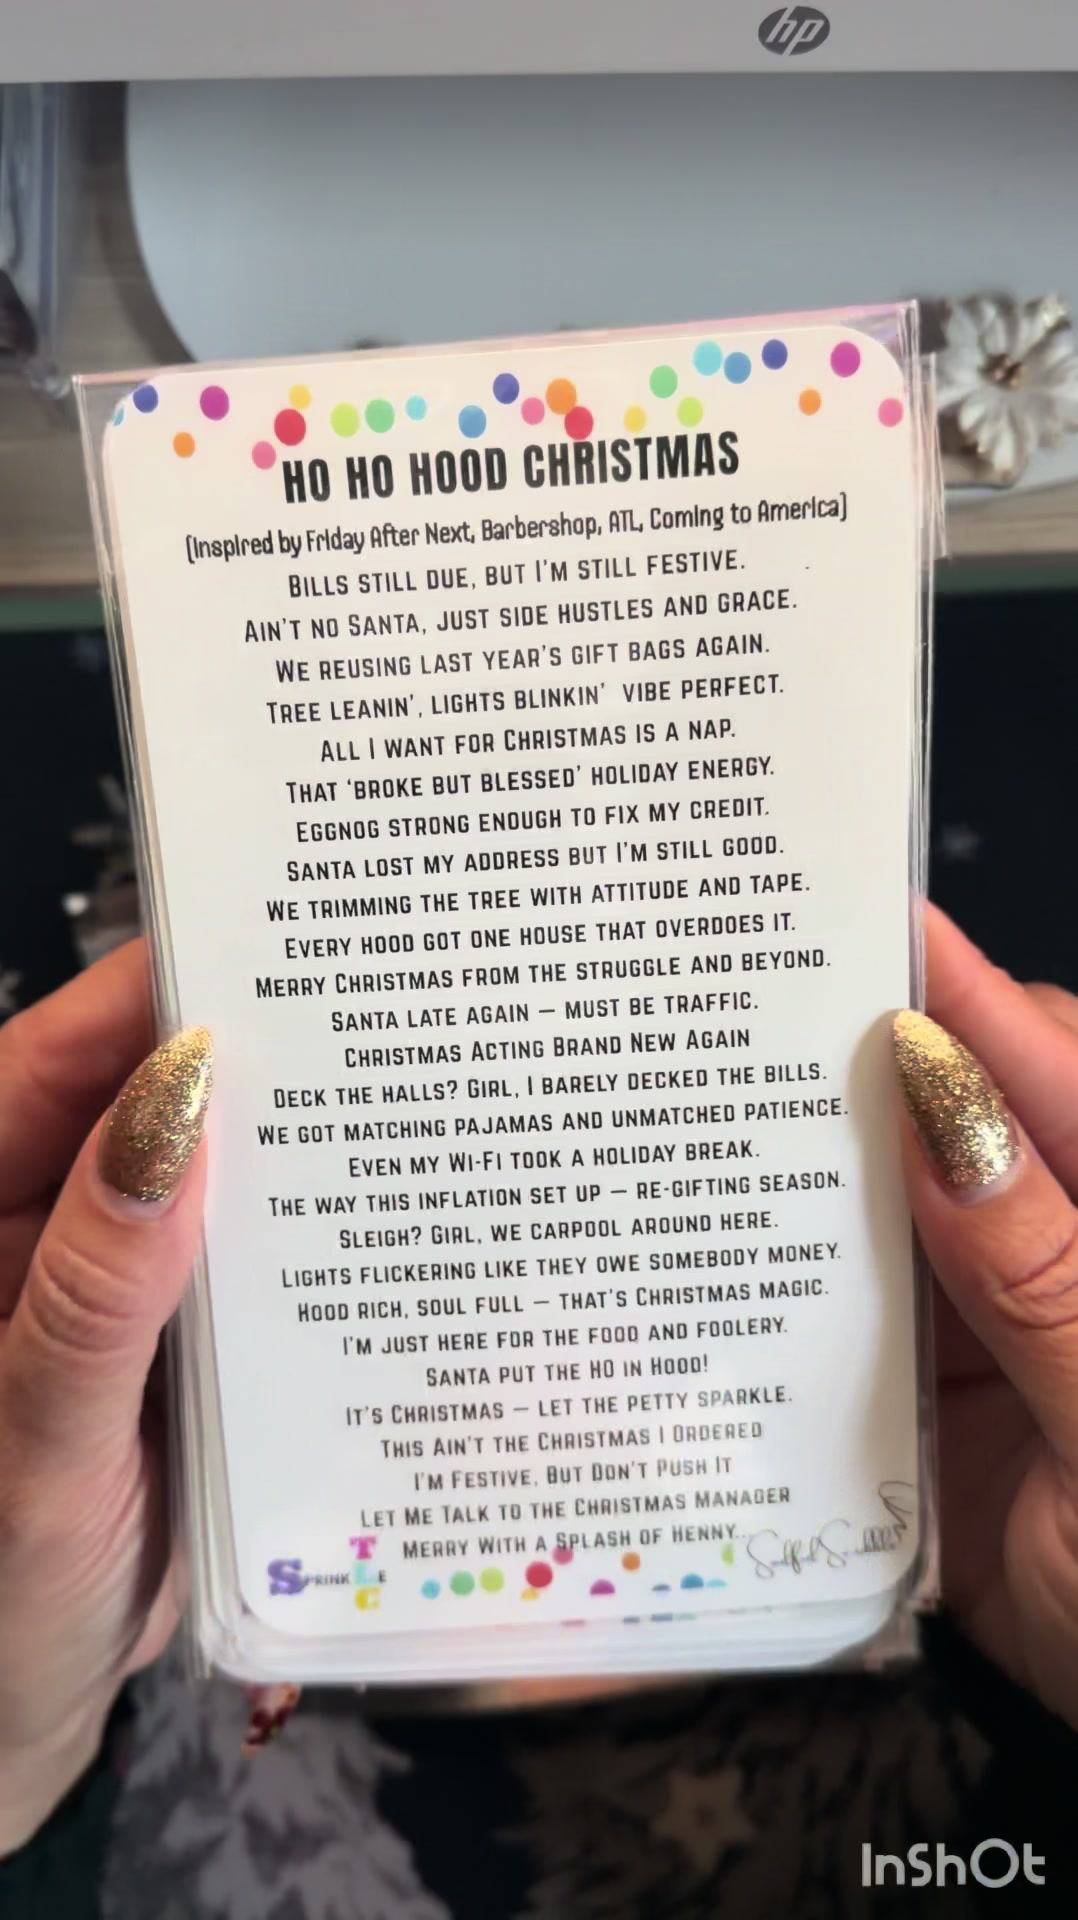 hp
HO HO HOOD CHRISTMAS
(Inspired by Friday After Next, Barbershop, ATL, Coming to America)
BILLS STILL DUE, BUT I'M STILL FESTIVE.
AIN'T NO SANTA, JUST SIDE HUSTLES AND GRACE.
WE REUSING LAST YEAR'S GIFT BAGS AGAIN.
TREE LEANIN', LIGHTS BLINKIN' VIBE PERFECT.
ALL I WANT FOR CHRISTMAS IS A NAP.
THAT 'BROKE BUT BLESSED' HOLIDAY ENERGY.
EGGNOG STRONG ENOUGH TO FIX MY CREDIT.
SANTA LOST MY ADDRESS BUT I'M STILL GOOD.
WE TRIMMING THE TREE WITH ATTITUDE AND TAPE.
EVERY HOOD GOT ONE HOUSE THAT OVERDOES IT.
MERRY CHRISTMAS FROM THE STRUGGLE AND BEYOND.
SANTA LATE AGAIN – MUST BE TRAFFIC.
CHRISTMAS ACTING BRAND NEW AGAIN
DECK THE HALLS? GIRL, I BARELY DECKED THE BILLS.
WE GOT MATCHING PAJAMAS AND UNMATCHED PATIENCE.
EVEN MY WI-FI TOOK A HOLIDAY BREAK.
THE WAY THIS INFLATION SET UP – RE-GIFTING SEASON.
SLEIGH? GIRL, WE CARPOOL AROUND HERE.
LIGHTS FLICKERING LIKE THEY OWE SOMEBODY MONEY.
HOOD RICH, SOUL FULL – THAT'S CHRISTMAS MAGIC.
I'M JUST HERE FOR THE FOOD AND FOOLERY.
SANTA PUT THE HO IN HOOD!
IT'S CHRISTMAS – LET THE PETTY SPARKLE.
THIS AIN'T THE CHRISTMAS I ORDERED
I'M FESTIVE, BUT DON'T PUSH IT
LET ME TALK TO THE CHRISTMAS MANAGER
MERRY WITH A SPLASH OF HENNY...
SPRINKLE
TLC
InShOt